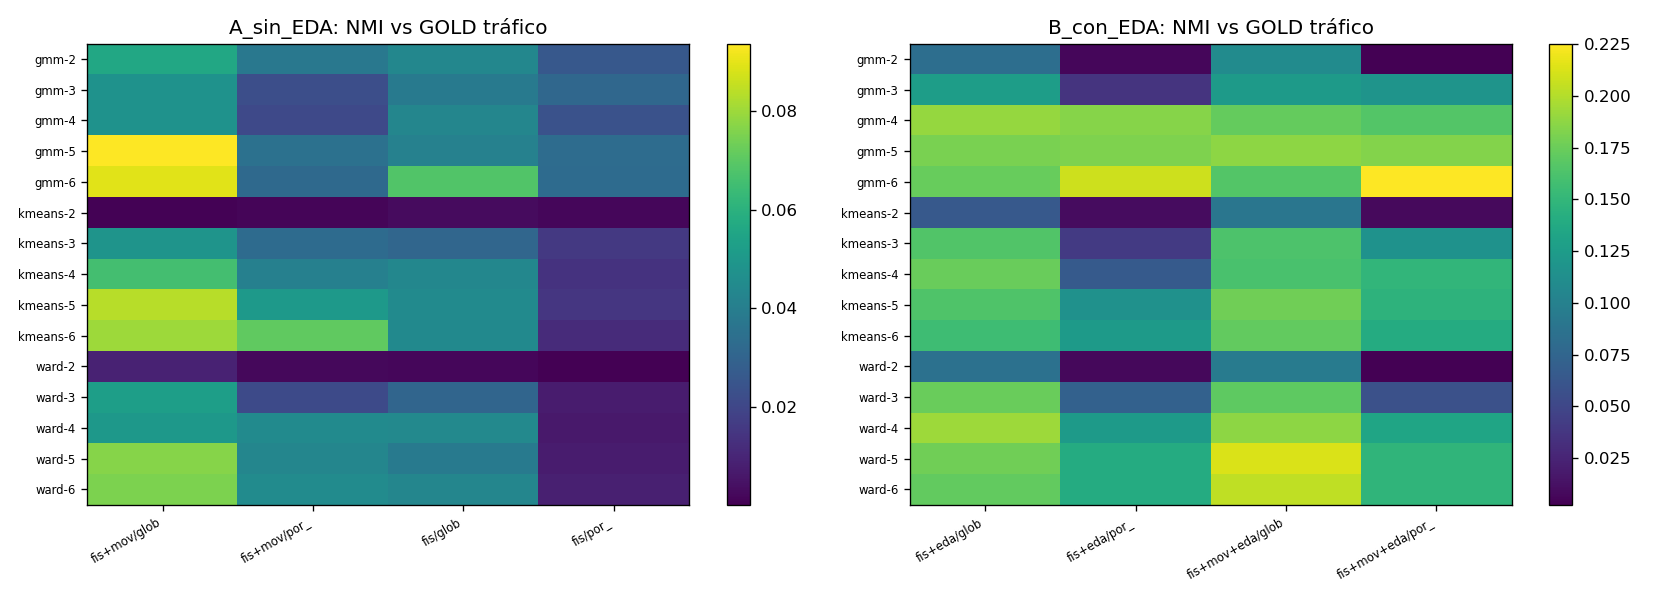 A_sin_EDA: NMI vs GOLD tráfico
gmm-2
gmm-3
gmm-4
gmm-5
gmm-6
kmeans-2
kmeans-3
kmeans-4
kmeans-5
kmeans-6
ward-2
ward-3
ward-4
ward-5
ward-6
fis+mov/glob
fis+mov/por_
fis/glob
fis/por_
0.08
0.06
0.04
0.02
B_con_EDA: NMI vs GOLD tráfico
gmm-2
gmm-3
gmm-4
gmm-5
gmm-6
kmeans-2
kmeans-3
kmeans-4
kmeans-5
kmeans-6
ward-2
ward-3
ward-4
ward-5
ward-6
fis+eda/glob
fis+eda/por_
fis+mov+eda/glob
fis+mov+eda/por_
0.225
0.200
0.175
0.150
0.125
0.100
0.075
0.050
0.025